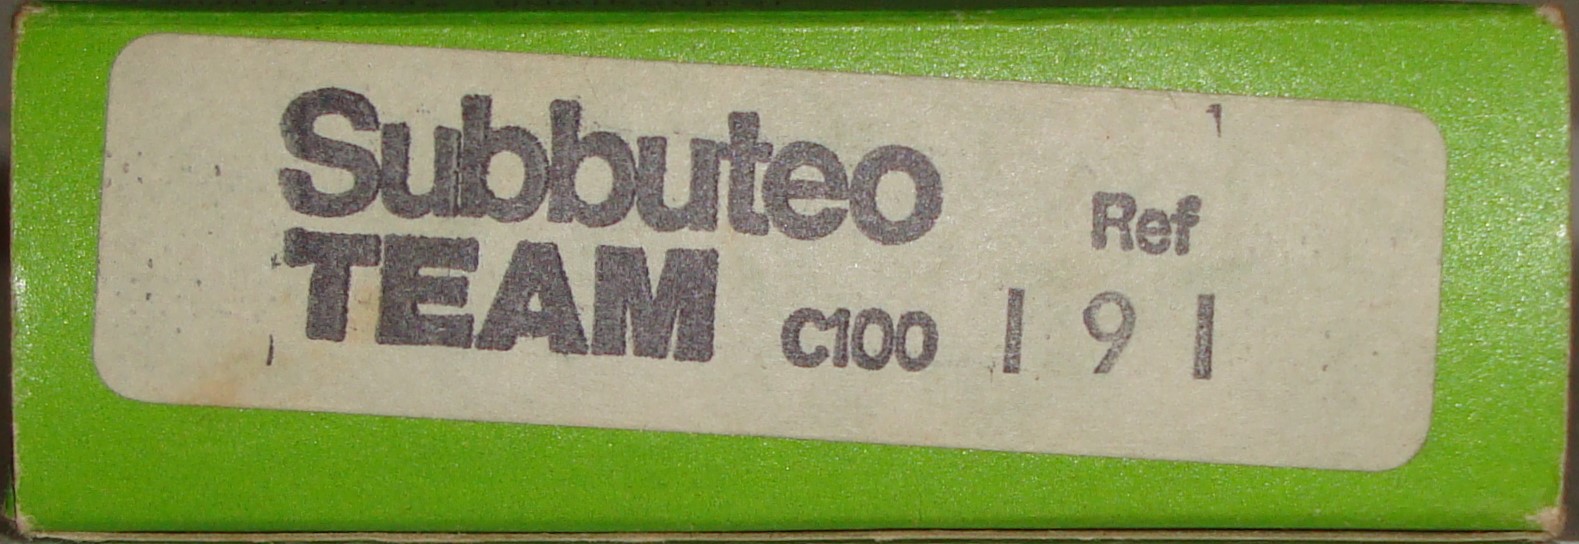 Subbuteo
Ref
TEAM C100 191